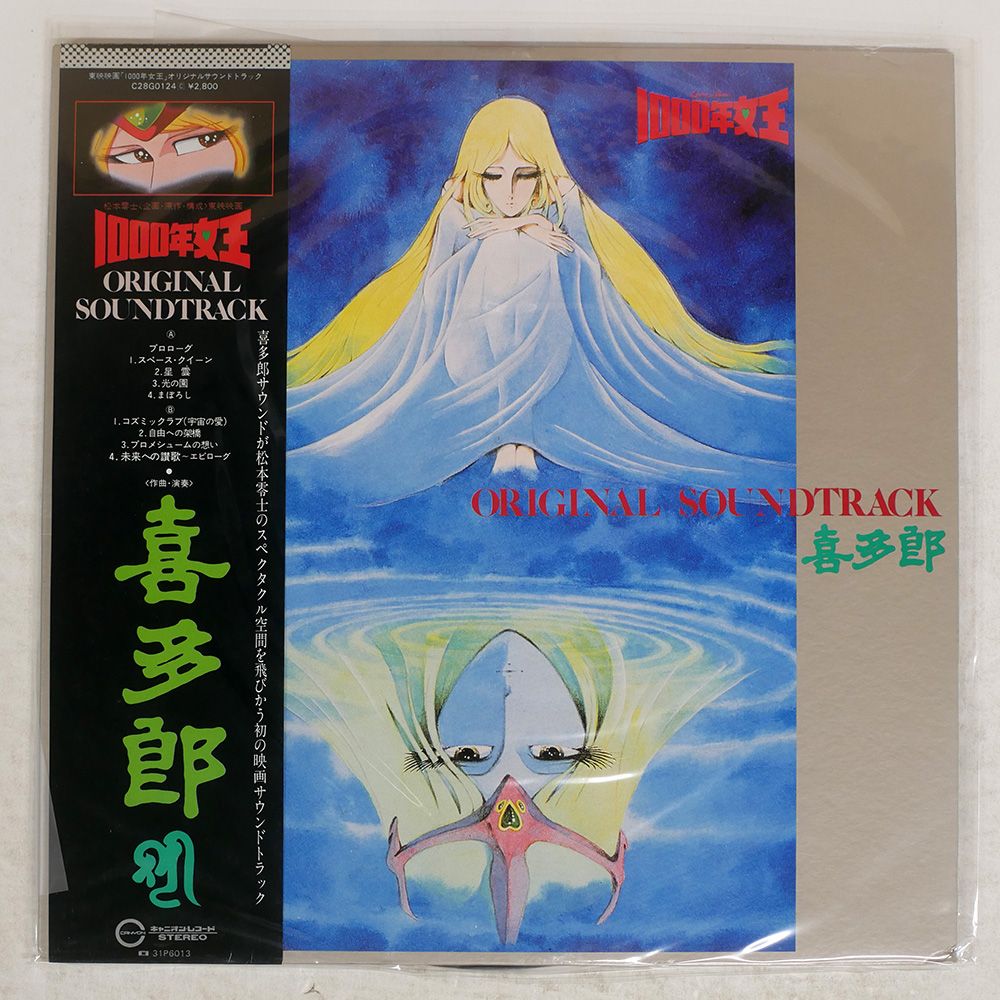 東映映画「1000年女王」オリジナルサウンドトラック
C28G0124 Ⓒ ¥2,800
松本零士〈企画・原作・構成〉東映映画
1000年女王
ORIGINAL
SOUNDTRACK
Ⓐ
プロローグ
1.スペース・クイーン
2.星 雲
3.光の園
4.まぼろし
Ⓑ
1.コズミックラブ(宇宙の愛)
2.自由への架橋
3.プロメシュームの想い
4.未来への讃歌~エピローグ
〈作曲・演奏〉
喜多郎
喜多郎サウンドが松本零士のスペクタクル空間を飛びかう初の映画サウンドトラック
CANYON
キャニオンレコード
STEREO
31P6013
1000年女王
ORIGINAL SOUNDTRACK
喜多郎